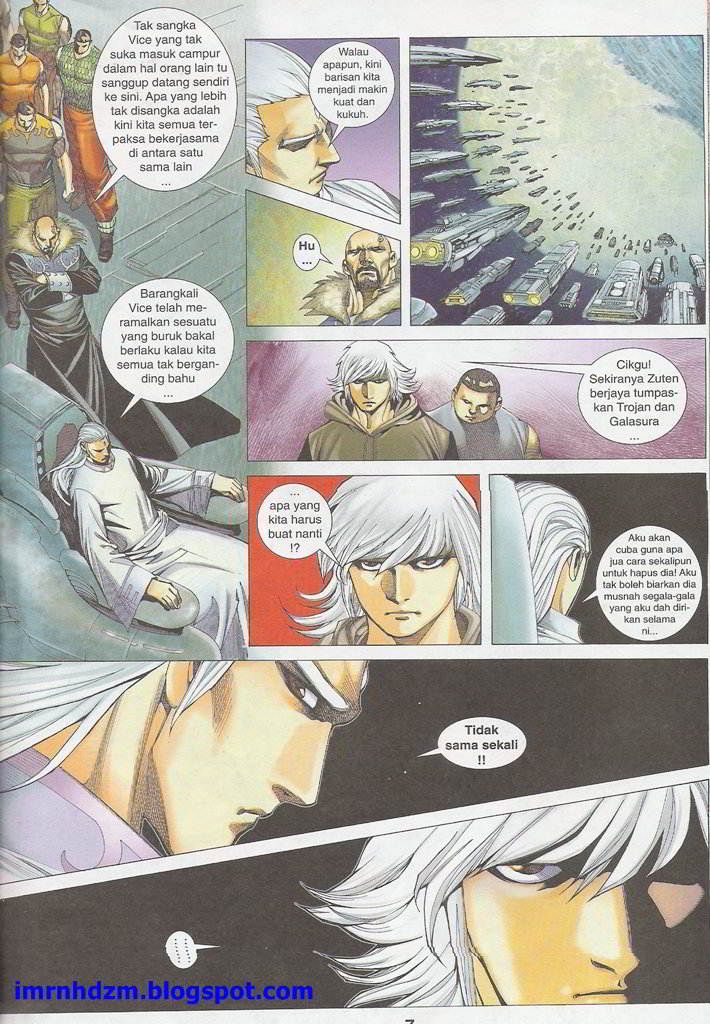 Tak sangka
Vice yang tak
suka masuk campur
dalam hal orang lain tu
sanggup datang sendiri
ke sini. Apa yang lebih
tak disangka adalah
kini kita semua ter-
paksa bekerjasama
di antara satu
sama lain
...
Walau
apapun, kini
barisan kita
menjadi makin
kuat dan
kukuh.
Hu
...
Barangkali
Vice telah me-
ramalkan sesuatu
yang buruk bakal
berlaku kalau kita
semua tak bergan-
ding bahu
...
Cikgu!
Sekiranya Zuten
berjaya tumpas-
kan Trojan dan
Galasura
...
...
apa yang
kita harus
buat nanti
!?
Aku akan
cuba guna apa
jua cara sekalipun
untuk hapus dia! Aku
tak boleh biarkan dia
musnah segala-gala
yang aku dah diri-
kan selama
ni...
Tidak
sama sekali
!!
......
imrnhdzm.blogspot.com
7